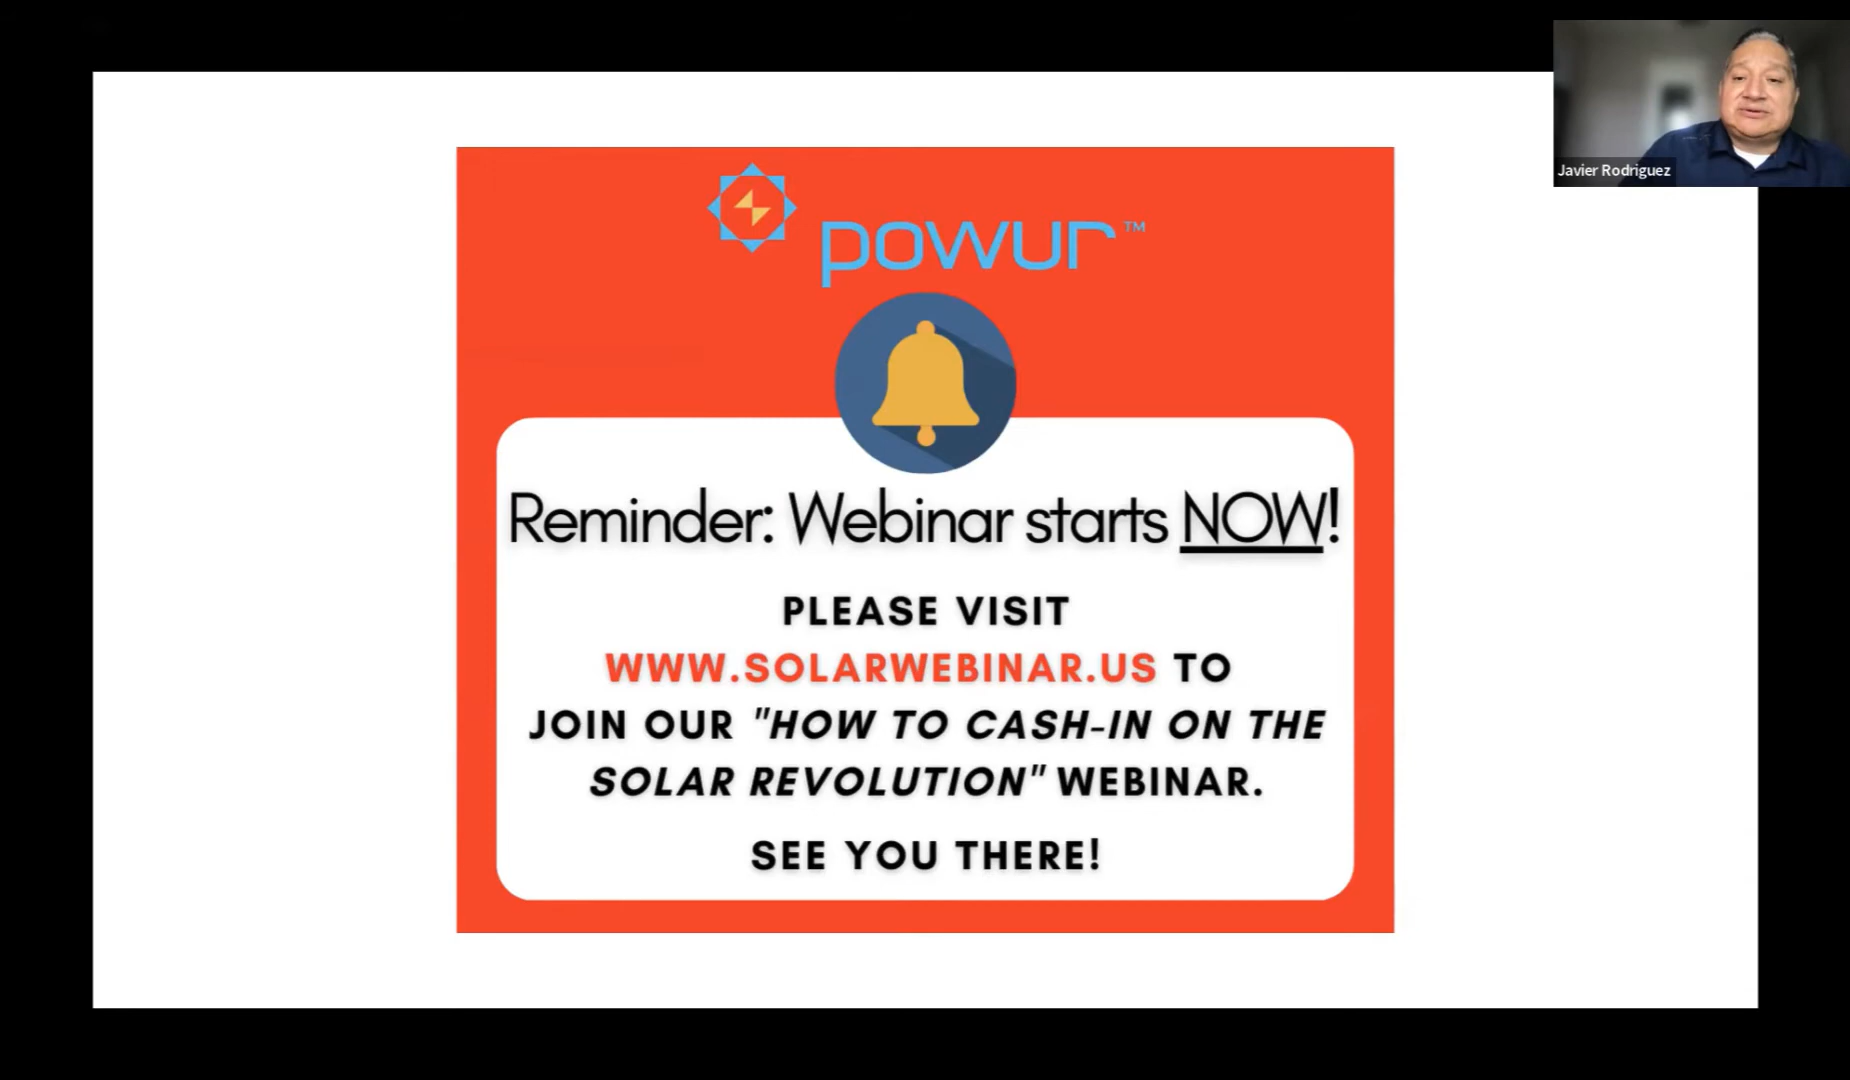 Javier Rodriguez
powur™
Reminder: Webinar starts NOW!
PLEASE VISIT
WWW.SOLARWEBINAR.US TO
JOIN OUR "HOW TO CASH-IN ON THE
SOLAR REVOLUTION" WEBINAR.
SEE YOU THERE!